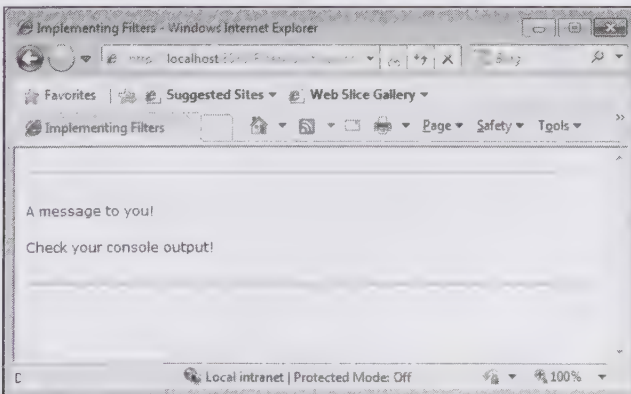 Implementing Filters - Windows Internet Explorer
localhost
Favorites Suggested Sites Web Slice Gallery
Implementing Filters Page Safety Tools »
A message to you!
Check your console output!
Local intranet | Protected Mode: Off 100%